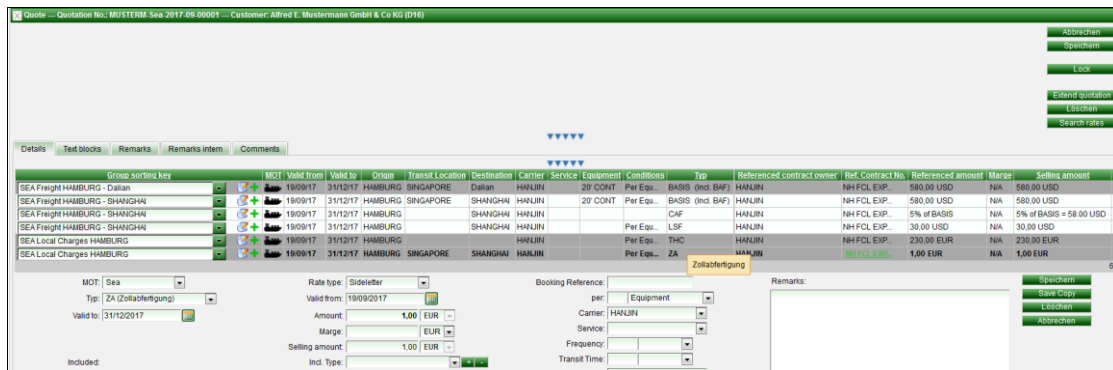 Quote --- Quotation No.: MUSTERM-Sea-2017-09-00001 --- Customer: Alfred E. Mustermann GmbH & Co KG (D16)
Abbrechen
Speichern
Lock
Extend quotation
Löschen
Search rates
Details Text blocks Remarks Remarks intern Comments
Group sorting key MOT Valid from Valid to Origin Transit Location Destination Carrier Service Equipment Conditions Typ Referenced contract owner Ref. Contract No. Referenced amount Marge Selling amount
SEA Freight HAMBURG - Dalian 19/09/17 31/12/17 HAMBURG SINGAPORE Dalian HANJIN 20' CONT Per Equ... BASIS (incl. BAF) HANJIN NH FCL EXP... 580,00 USD N/A 580,00 USD
SEA Freight HAMBURG - SHANGHAI 19/09/17 31/12/17 HAMBURG SINGAPORE SHANGHAI HANJIN 20' CONT Per Equ... BASIS (incl. BAF) HANJIN NH FCL EXP... 580,00 USD N/A 580,00 USD
SEA Freight HAMBURG - SHANGHAI 19/09/17 31/12/17 HAMBURG SHANGHAI HANJIN CAF HANJIN NH FCL EXP... 5% of BASIS N/A 5% of BASIS = 58.00 USD
SEA Freight HAMBURG - SHANGHAI 19/09/17 31/12/17 HAMBURG SHANGHAI HANJIN Per Equ... LSF HANJIN NH FCL EXP... 30,00 USD N/A 30,00 USD
SEA Local Charges HAMBURG 19/09/17 31/12/17 HAMBURG HANJIN Per Equ... THC HANJIN NH FCL EXP... 230,00 EUR N/A 230,00 EUR
SEA Local Charges HAMBURG 19/09/17 31/12/17 HAMBURG SINGAPORE SHANGHAI HANJIN Per Equ... ZA HANJIN NH FCL EXP... 1,00 EUR N/A 1,00 EUR
Zollabfertigung
6
MOT: Sea Rate type: Sideletter Booking Reference: Remarks: Speichern
Typ: ZA (Zollabfertigung) Valid from: 19/09/2017 per: Equipment Save Copy
Valid to: 31/12/2017 Amount: 1,00 EUR Carrier: HANJIN Löschen
Marge: EUR Service: Abbrechen
Selling amount: 1,00 EUR Frequency:
Included: Incl. Type: Transit Time: